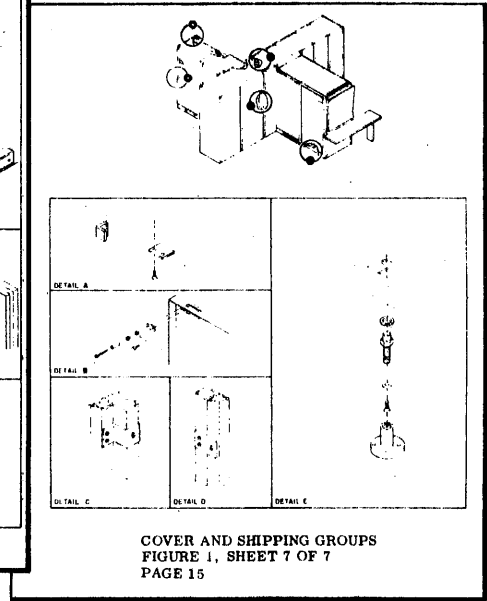 DETAIL A
DETAIL B
DETAIL C
DETAIL D
DETAIL E
COVER AND SHIPPING GROUPS
FIGURE 1, SHEET 7 OF 7
PAGE 15